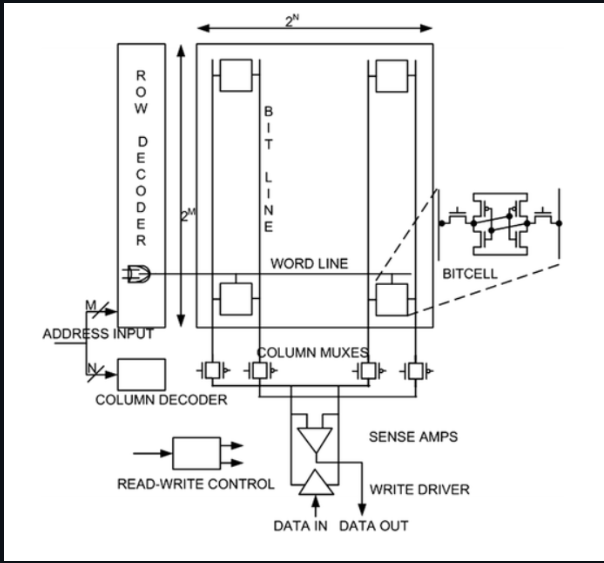 2^N
ROW DECODER
BIT LINE
2^M
WORD LINE
BITCELL
M
ADDRESS INPUT
COLUMN MUXES
N
COLUMN DECODER
SENSE AMPS
READ-WRITE CONTROL
WRITE DRIVER
DATA IN DATA OUT